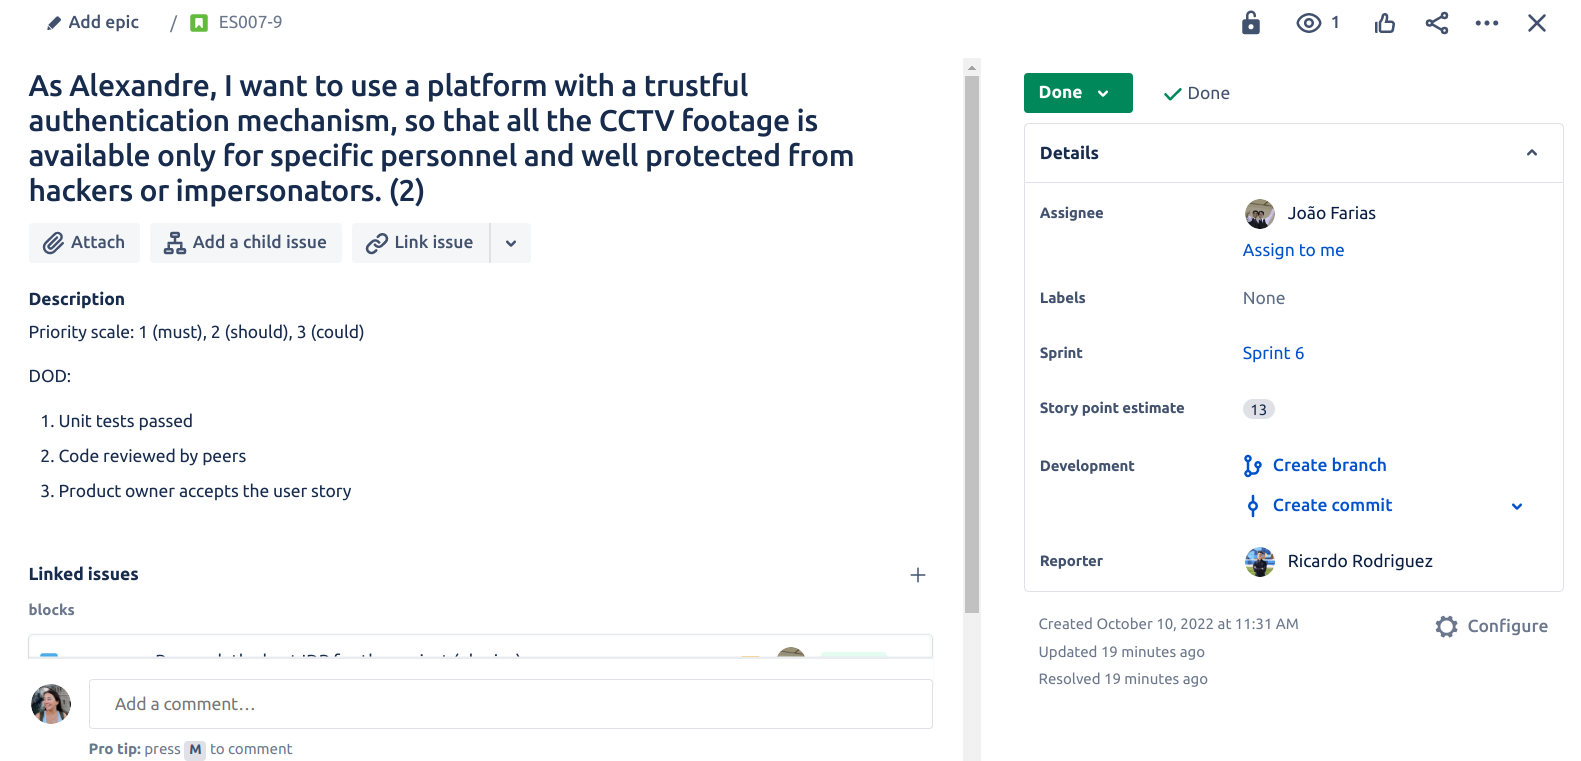 Add epic / ES007-9
1
As Alexandre, I want to use a platform with a trustful
authentication mechanism, so that all the CCTV footage is
available only for specific personnel and well protected from
hackers or impersonators. (2)
Attach
Add a child issue
Link issue
Description
Priority scale: 1 (must), 2 (should), 3 (could)
DOD:
1. Unit tests passed
2. Code reviewed by peers
3. Product owner accepts the user story
Linked issues
blocks
Add a comment…
Pro tip: press M to comment
Done
Done
Details
Assignee
João Farias
Assign to me
Labels
None
Sprint
Sprint 6
Story point estimate
13
Development
Create branch
Create commit
Reporter
Ricardo Rodriguez
Created October 10, 2022 at 11:31 AM
Configure
Updated 19 minutes ago
Resolved 19 minutes ago